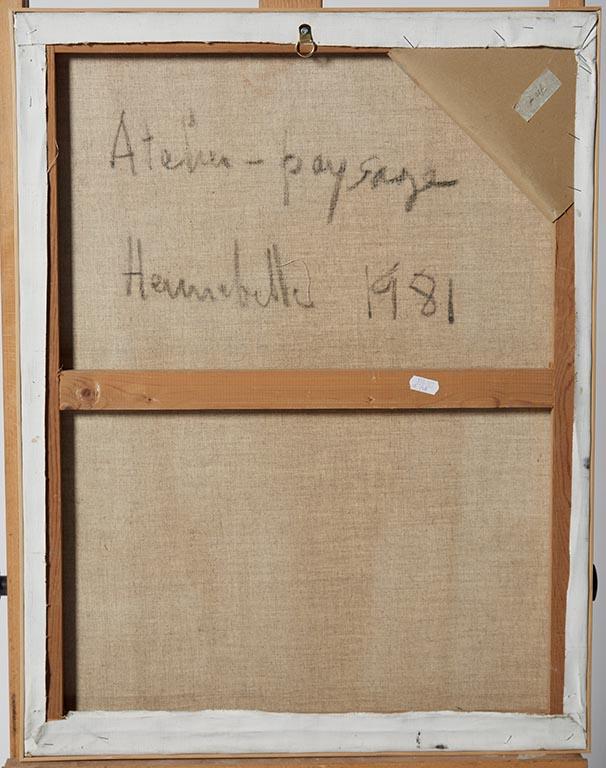 Atelier - paysage
Hennebelle 1981